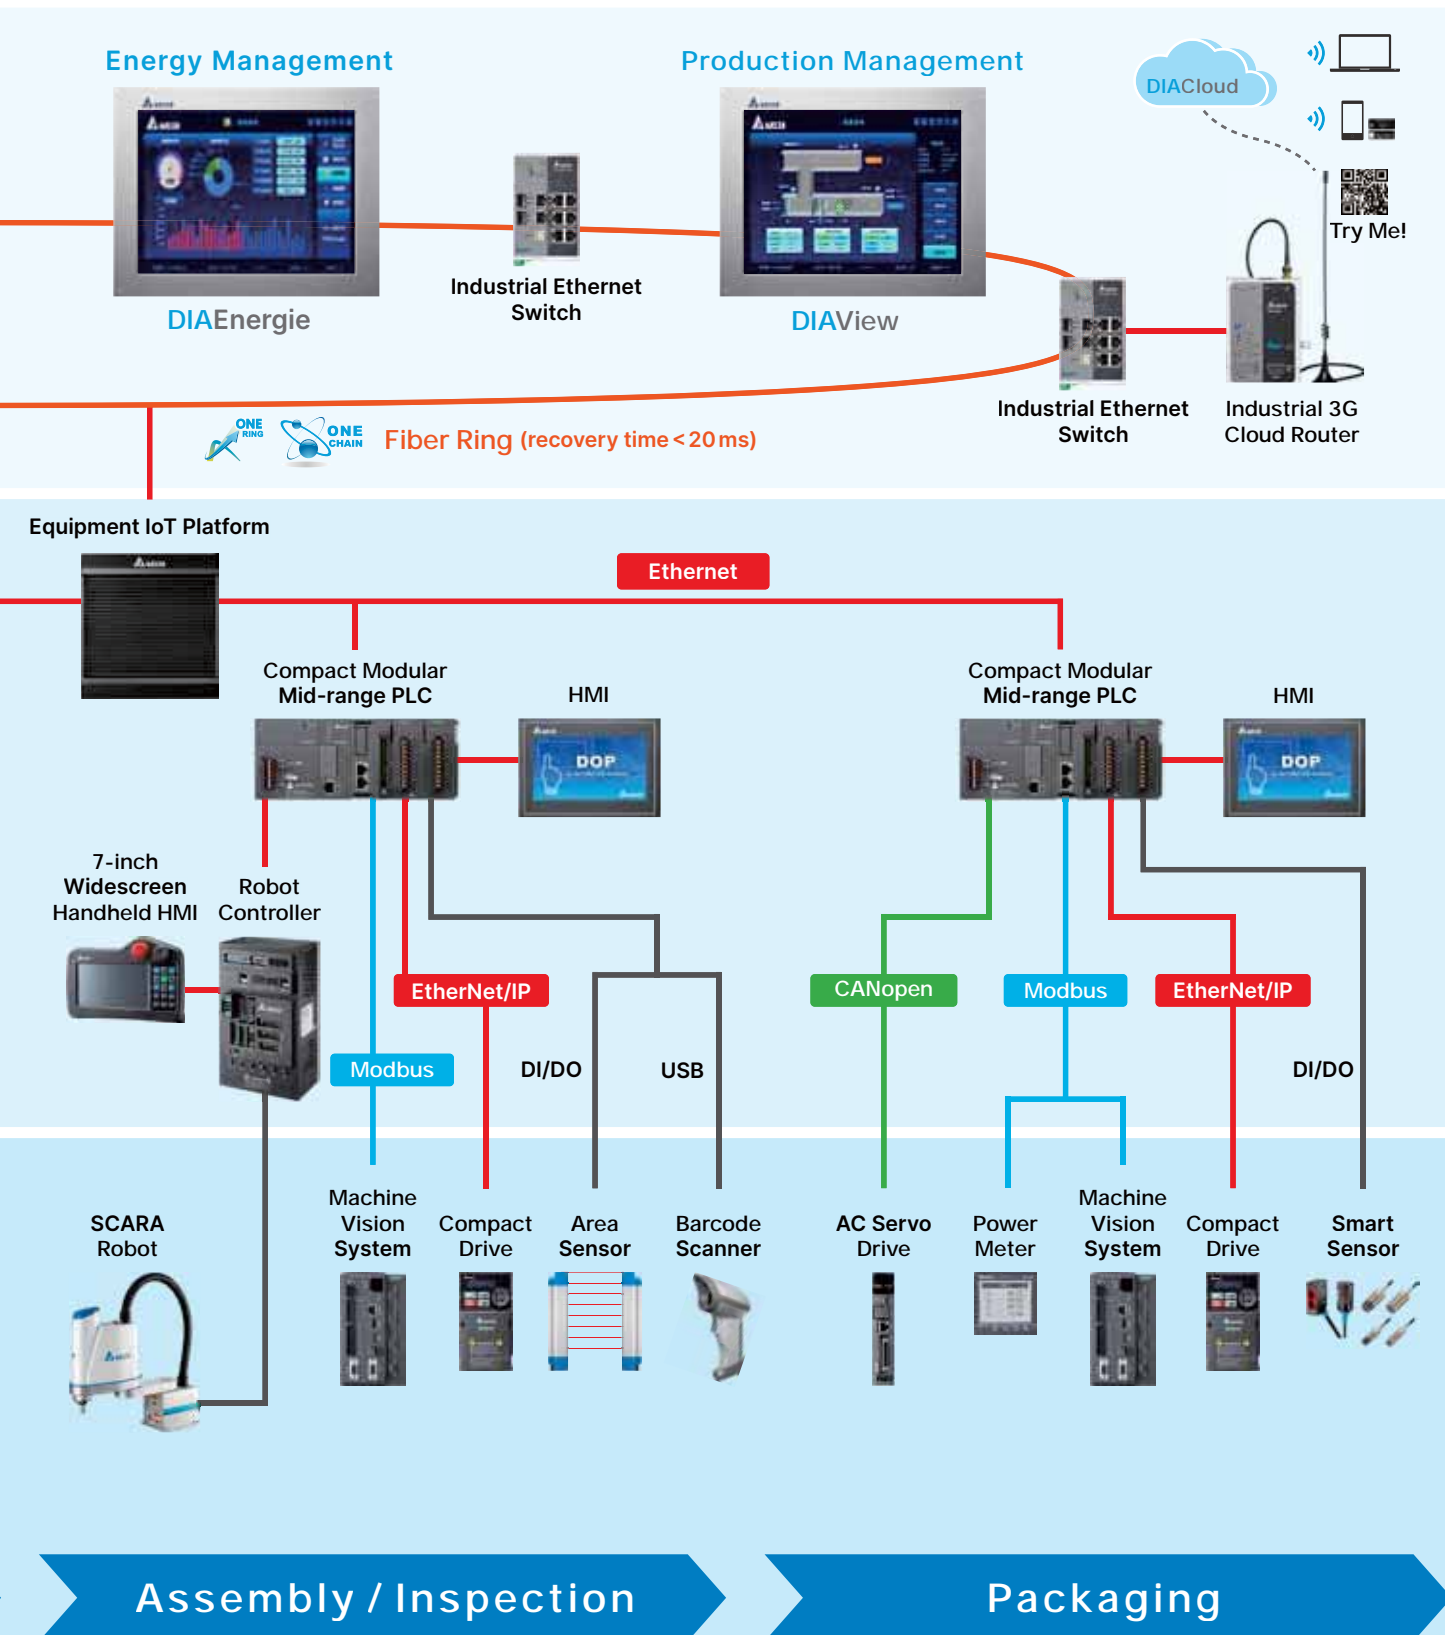 Energy Management
Production Management
DIACloud
Try Me!
Industrial Ethernet
Switch
DIAEnergie
DIAView
Industrial Ethernet
Switch
Industrial 3G
Cloud Router
ONE
RING
ONE
CHAIN
Fiber Ring (recovery time < 20 ms)
Equipment IoT Platform
Ethernet
Compact Modular
Mid-range PLC
HMI
DOP
Compact Modular
Mid-range PLC
HMI
DOP
7-inch
Widescreen
Handheld HMI
Robot
Controller
EtherNet/IP
CANopen
Modbus
EtherNet/IP
Modbus
DI/DO
USB
DI/DO
SCARA
Robot
Machine
Vision
System
Compact
Drive
Area
Sensor
Barcode
Scanner
AC Servo
Drive
Power
Meter
Machine
Vision
System
Compact
Drive
Smart
Sensor
Assembly / Inspection
Packaging